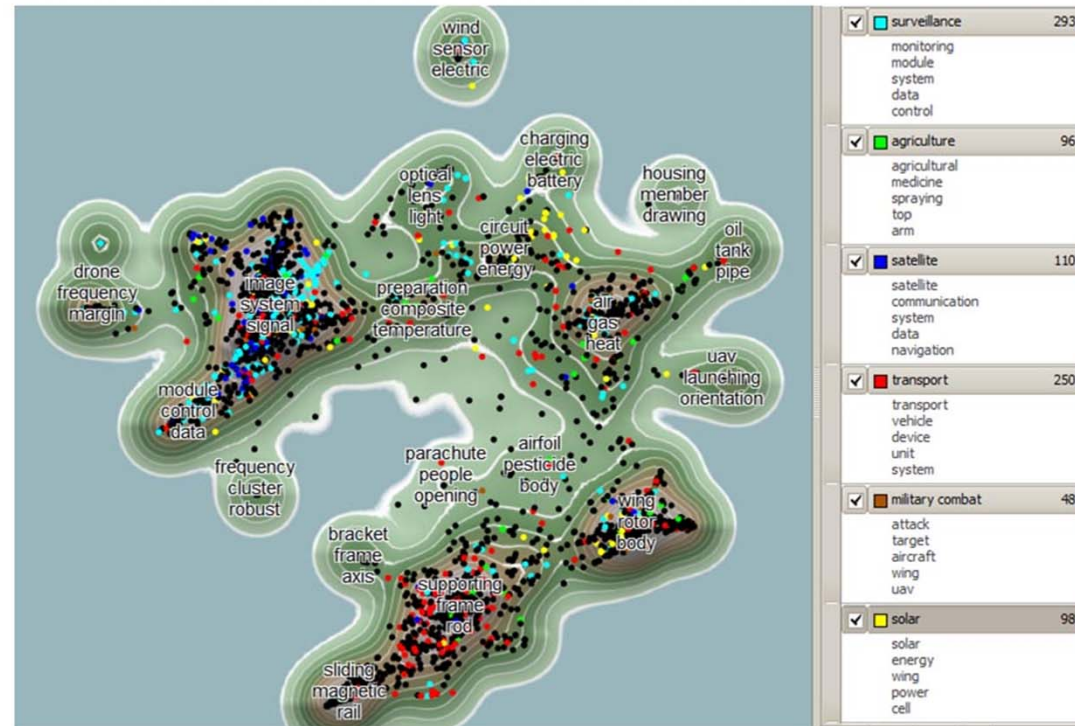 wind
sensor
electric
charging
electric
battery
optical
lens
light
housing
member
drawing
circuit
power
energy
oil
tank
pipe
drone
frequency
margin
image
system
signal
preparation
composite
temperature
air
gas
heat
uav
launching
orientation
module
control
data
frequency
cluster
robust
parachute
people
opening
airfoil
pesticide
body
wing
rotor
body
bracket
frame
axis
supporting
frame
rod
sliding
magnetic
rail
surveillance 293
monitoring
module
system
data
control
agriculture 96
agricultural
medicine
spraying
top
arm
satellite 110
satellite
communication
system
data
navigation
transport 250
transport
vehicle
device
unit
system
military combat 48
attack
target
aircraft
wing
uav
solar 98
solar
energy
wing
power
cell